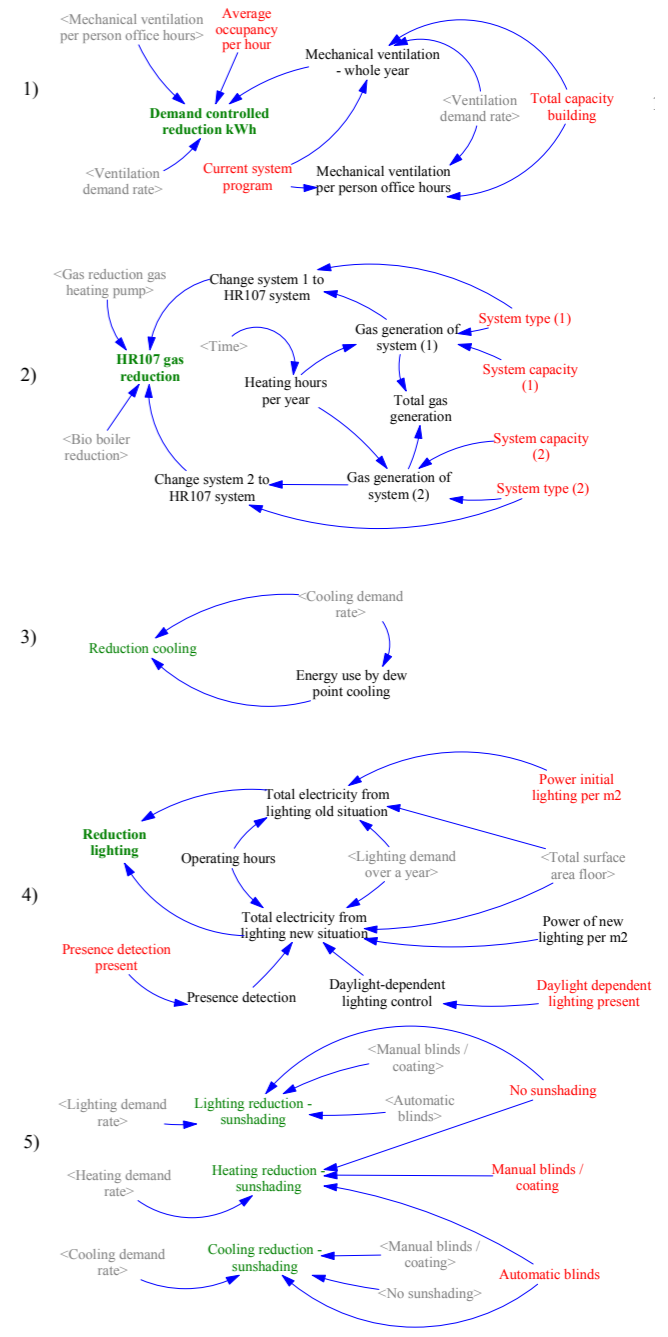 1)
<Mechanical ventilation
per person office hours>
Average
occupancy
per hour
Mechanical ventilation
- whole year
Demand controlled
reduction kWh
<Ventilation
demand rate>
Total capacity
building
<Ventilation
demand rate>
Current system
program
Mechanical ventilation
per person office hours
2)
<Gas reduction gas
heating pump>
Change system 1 to
HR107 system
System type (1)
<Time>
Gas generation of
system (1)
HR107 gas
reduction
Heating hours
per year
System capacity
(1)
Total gas
generation
<Bio boiler
reduction>
System capacity
(2)
Change system 2 to
HR107 system
Gas generation of
system (2)
System type (2)
3)
<Cooling demand
rate>
Reduction cooling
Energy use by dew
point cooling
4)
Power initial
lighting per m2
Total electricity from
lighting old situation
Reduction
lighting
Operating hours
<Lighting demand
over a year>
<Total surface
area floor>
Total electricity from
lighting new situation
Power of new
lighting per m2
Presence detection
present
Presence detection
Daylight-dependent
lighting control
Daylight dependent
lighting present
5)
<Manual blinds /
coating>
No sunshading
<Lighting demand
rate>
Lighting reduction -
sunshading
<Automatic
blinds>
<Heating demand
rate>
Heating reduction -
sunshading
Manual blinds /
coating
<Cooling demand
rate>
Cooling reduction -
sunshading
<Manual blinds /
coating>
<No sunshading>
Automatic blinds